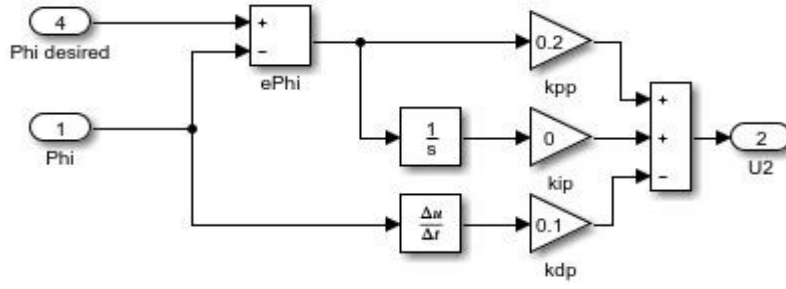 4
Phi desired
+
−
ePhi
0.2
kpp
1
Phi
1
s
0
kip
Δu
Δt
0.1
kdp
+
+
−
2
U2